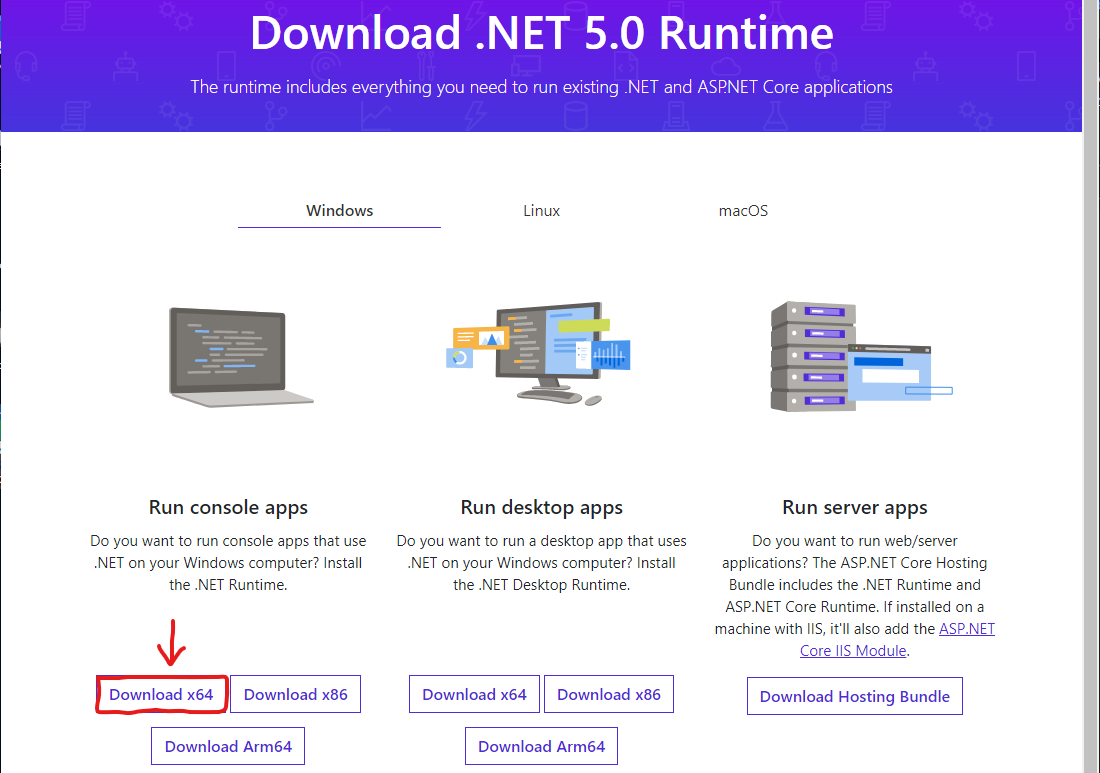 Download .NET 5.0 Runtime
The runtime includes everything you need to run existing .NET and ASP.NET Core applications
Windows
Linux
macOS
Run console apps
Do you want to run console apps that use
.NET on your Windows computer? Install
the .NET Runtime.
Download x64
Download x86
Download Arm64
Run desktop apps
Do you want to run a desktop app that uses
.NET on your Windows computer? Install
the .NET Desktop Runtime.
Download x64
Download x86
Download Arm64
Run server apps
Do you want to run web/server
applications? The ASP.NET Core Hosting
Bundle includes the .NET Runtime and
ASP.NET Core Runtime. If installed on a
machine with IIS, it'll also add the ASP.NET
Core IIS Module.
Download Hosting Bundle